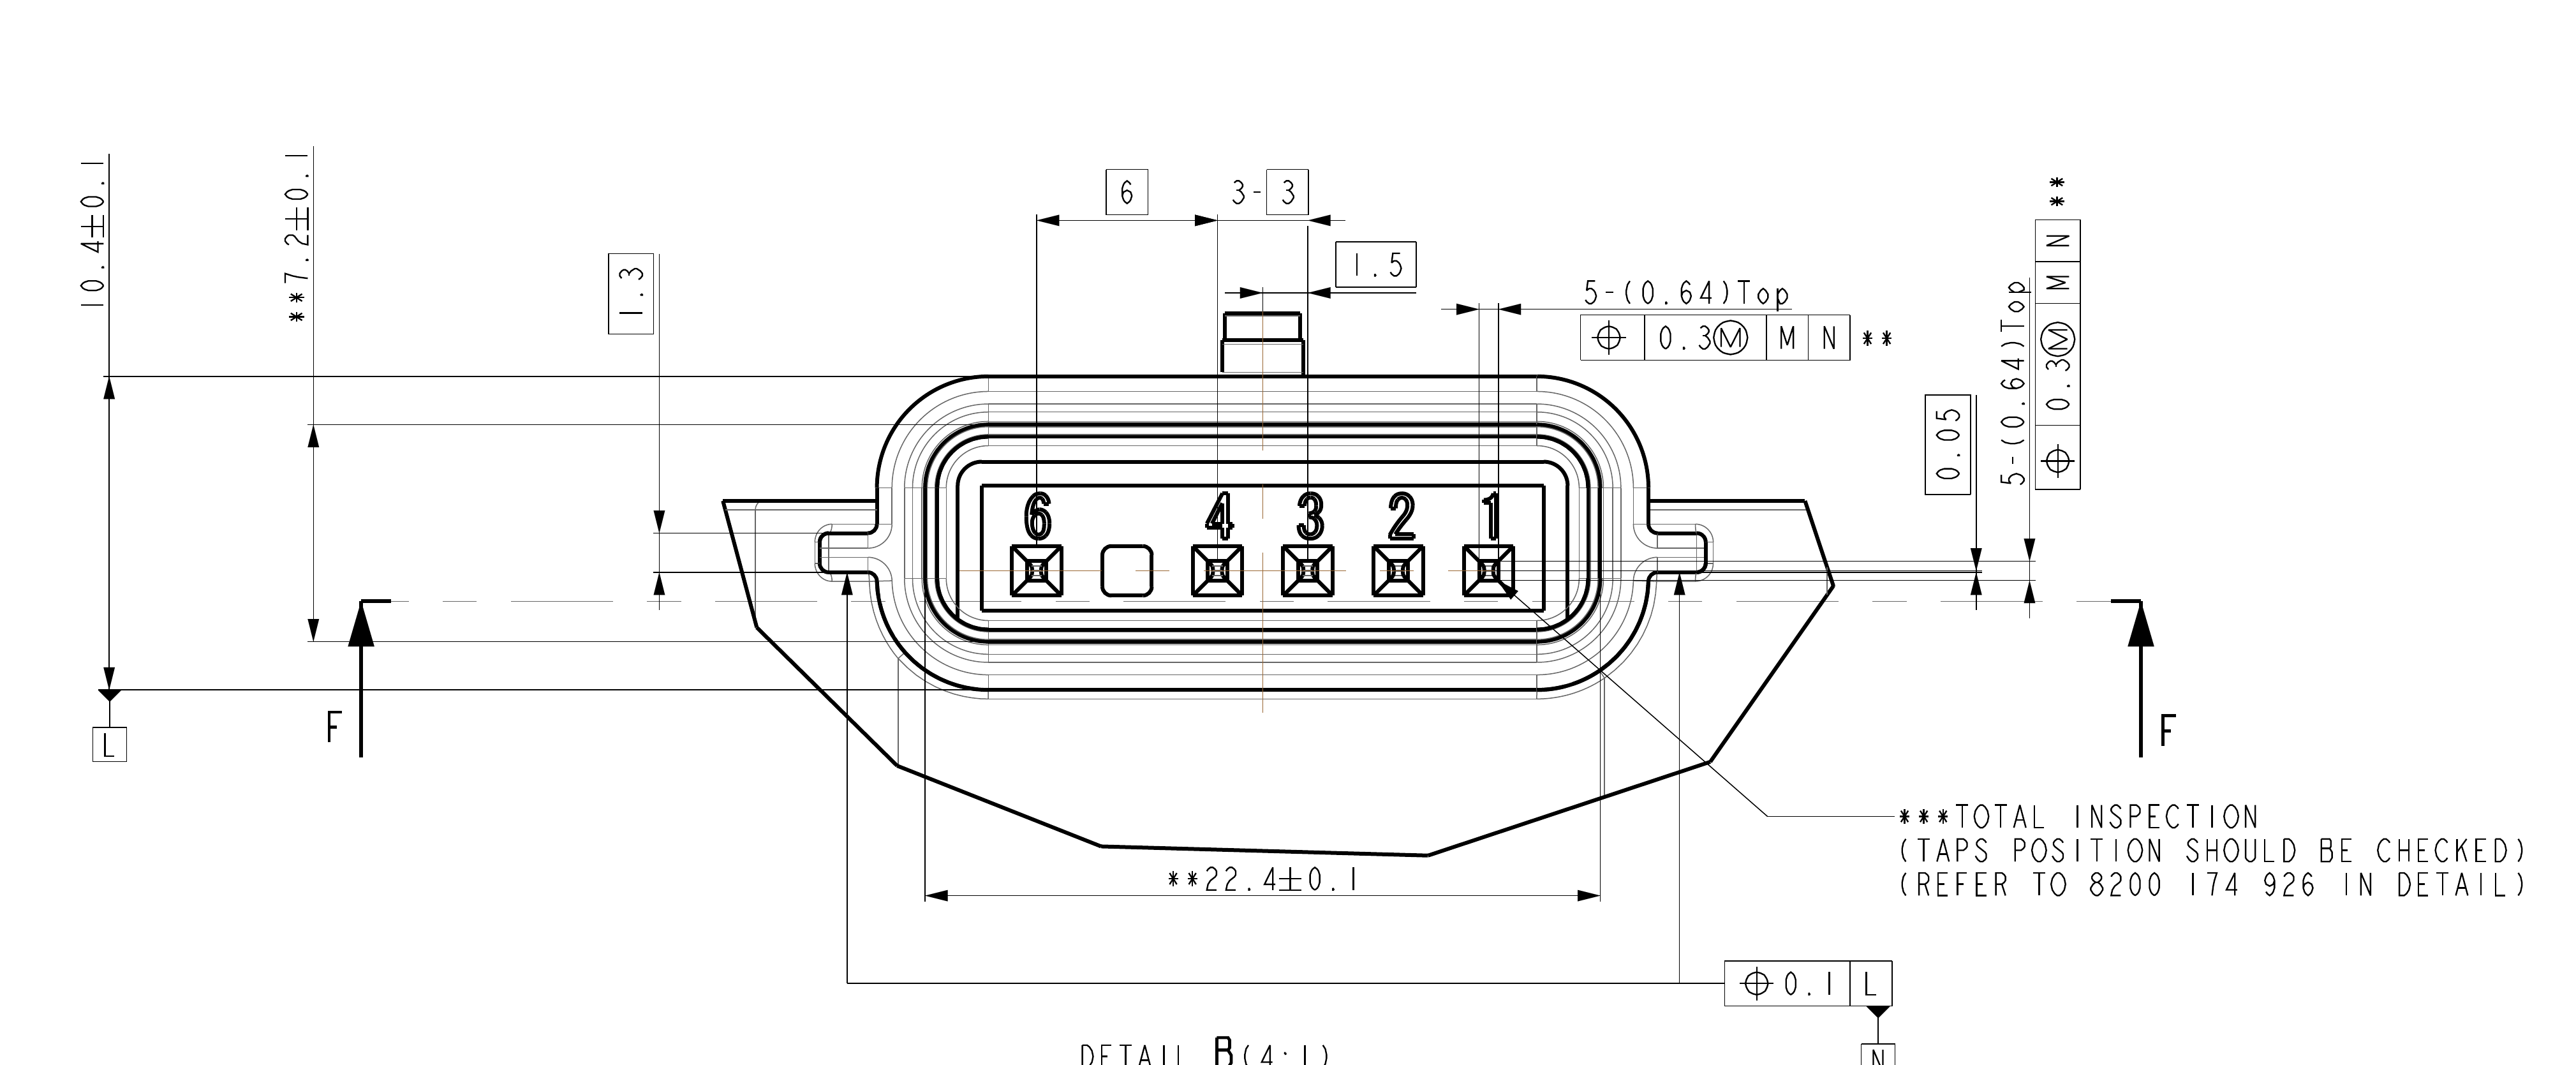 10.4±0.1
**7.2±0.1
1.3
6
3-3
1.5
5-(0.64)Top
⌖ 0.3Ⓜ M N **
0.05
5-(0.64)Top
⌖ 0.3Ⓜ M N **
6 4 3 2 1
L
F
F
***TOTAL INSPECTION
(TAPS POSITION SHOULD BE CHECKED)
(REFER TO 8200 174 926 IN DETAIL)
**22.4±0.1
⌖ 0.1 L
N
DETAIL B(4:1)